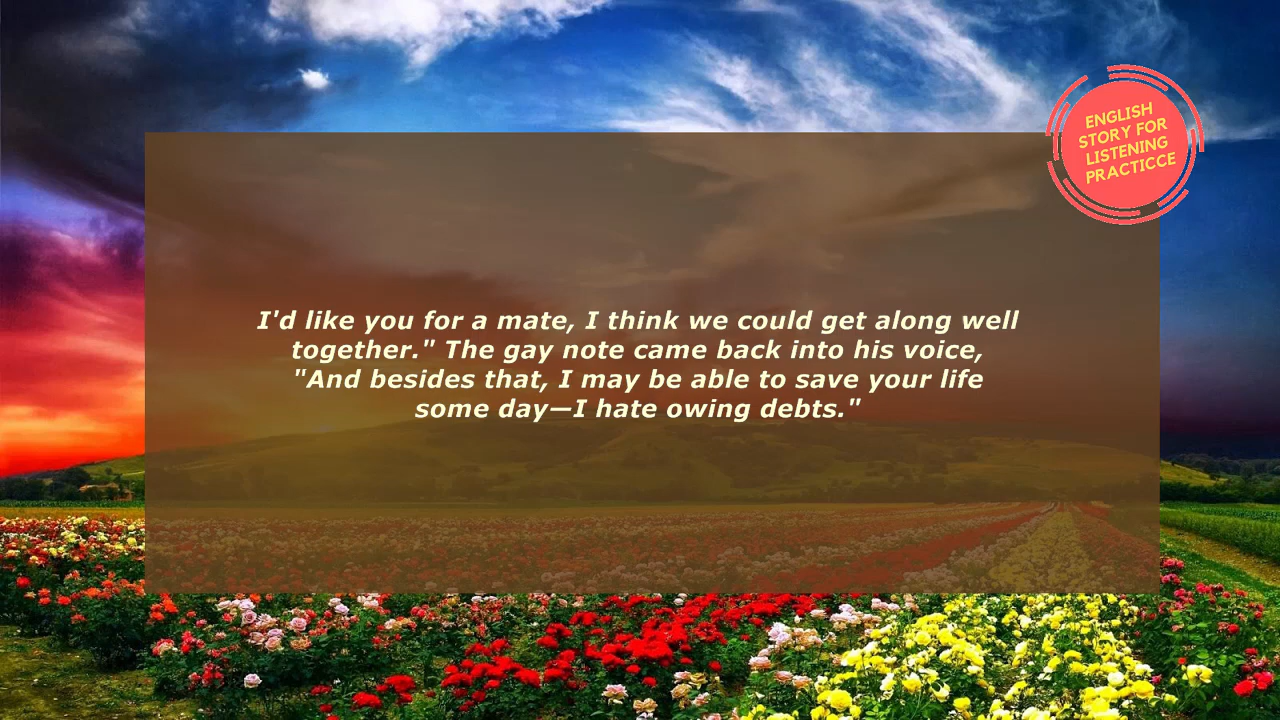 ENGLISH
STORY FOR
LISTENING
PRACTICCE
I'd like you for a mate, I think we could get along well
together." The gay note came back into his voice,
"And besides that, I may be able to save your life
some day—I hate owing debts."